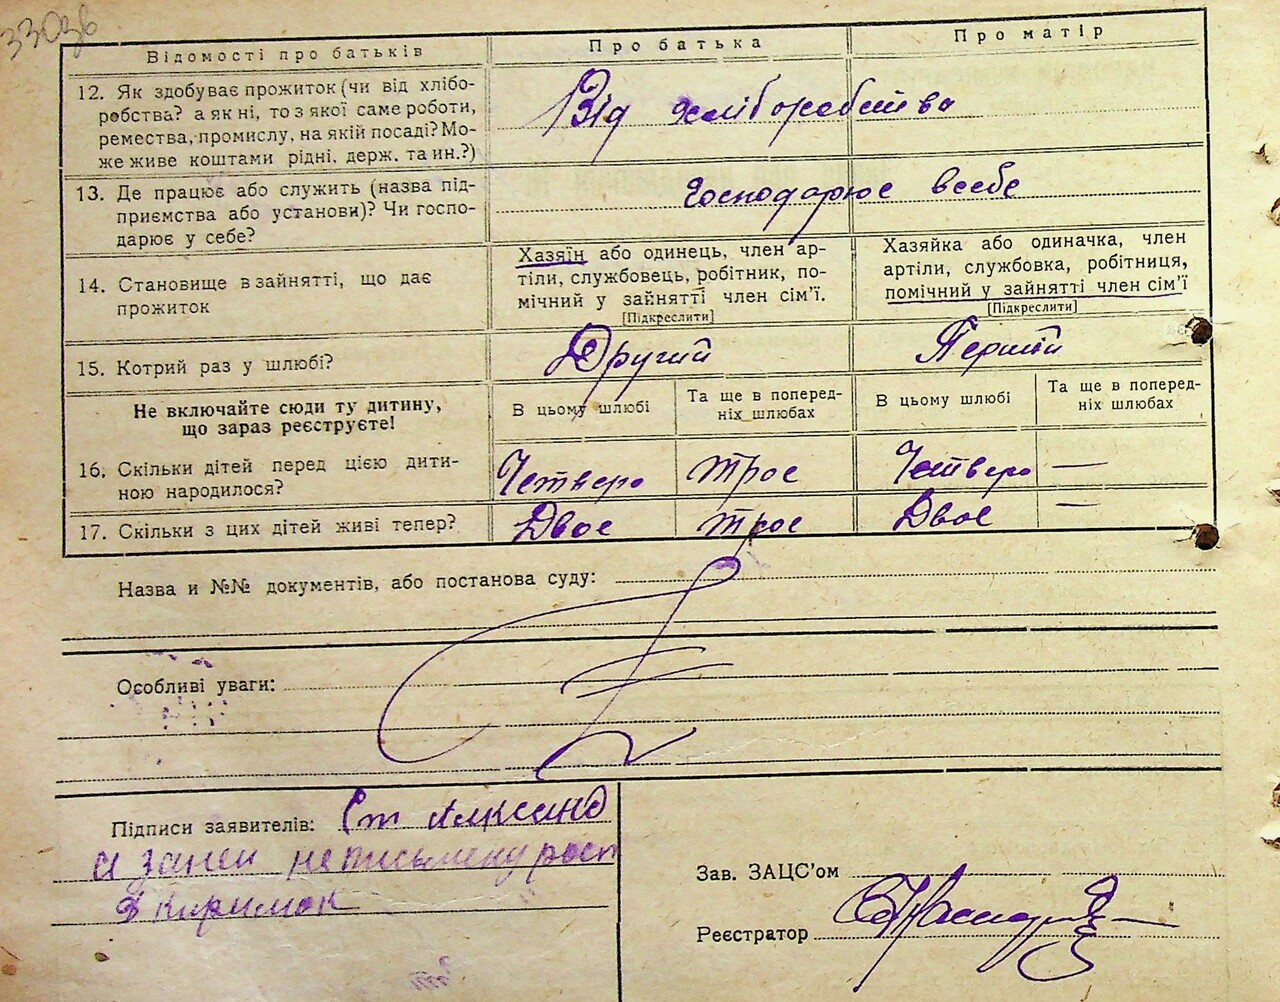 33036
Відомості про батьків
Про батька
Про матір
12. Як здобуває прожиток (чи від хлібо-
робства? а як ні, то з якої саме роботи,
ремества, промислу, на якій посаді? Мо-
же живе коштами рідні, держ. та ин.?)
Від хліборобства
13. Де працює або служить (назва під-
приємства або установи)? Чи госпо-
дарює у себе?
Господарює всебе
14. Становище в зайнятті, що дає
прожиток
Хазяїн або одинець, член ар-
тіли, службовець, робітник, по-
мічний у зайнятті член сім'ї.
[Підкреслити]
Хазяйка або одиначка, член
артіли, службовка, робітниця,
помічний у зайнятті член сім'ї
[Підкреслити]
15. Котрий раз у шлюбі?
Другий
Перший
Не включайте сюди ту дитину,
що зараз реєструєте!
В цьому шлюбі
Та ще в поперед-
ніх шлюбах
В цьому шлюбі
Та ще в поперед-
ніх шлюбах
16. Скільки дітей перед цією дити-
ною народилося?
Четверо
троє
Четверо
—
17. Скільки з цих дітей живі тепер?
Двоє
троє
Двоє
—
Назва и №№ документів, або постанова суду:
Особливі уваги:
Підписи заявителів:
а занеи неписьмену рост
Зав. ЗАЦС'ом
Реєстратор